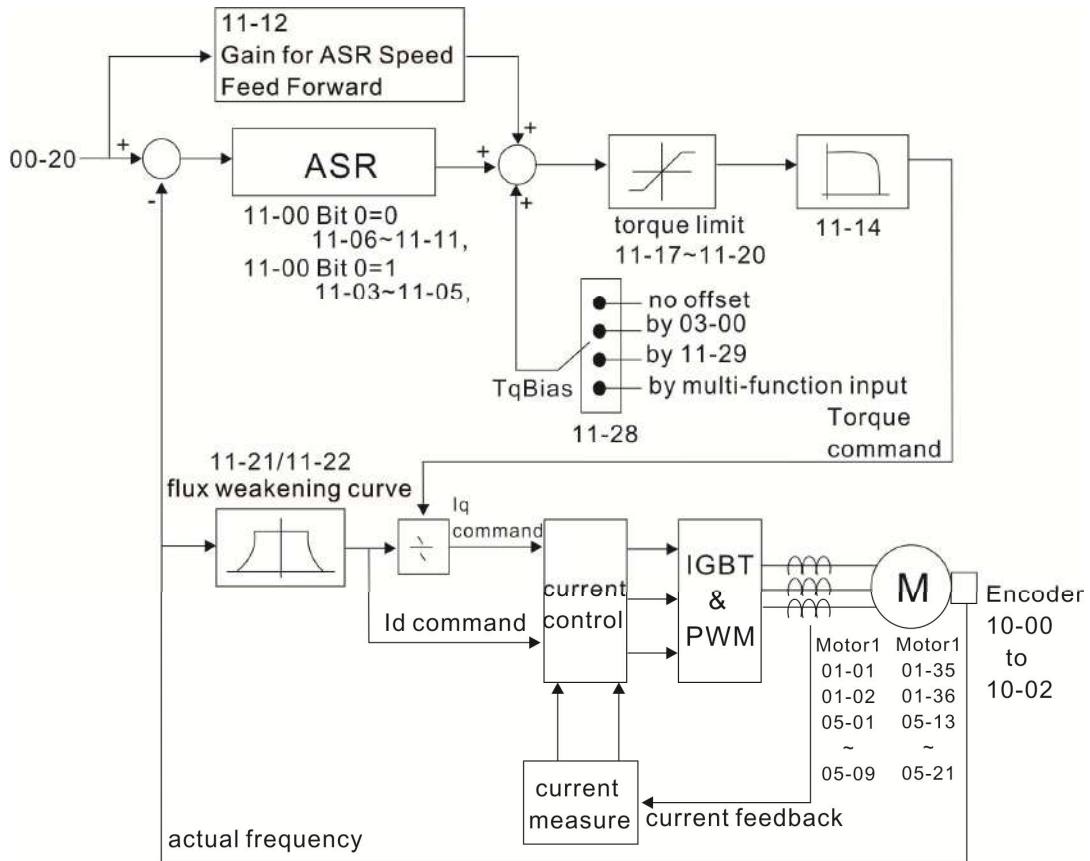 11-12
Gain for ASR Speed
Feed Forward
00-20
+
-
ASR
+
+
+
11-00 Bit 0=0
11-06~11-11,
11-00 Bit 0=1
11-03~11-05,
torque limit
11-17~11-20
11-14
no offset
by 03-00
by 11-29
by multi-function input
TqBias
11-28
Torque
command
11-21/11-22
flux weakening curve
Iq
command
Id command
current
control
IGBT
&
PWM
M
Encoder
10-00
to
10-02
Motor1
01-01
01-02
05-01
~
05-09
Motor1
01-35
01-36
05-13
~
05-21
current
measure
current feedback
actual frequency